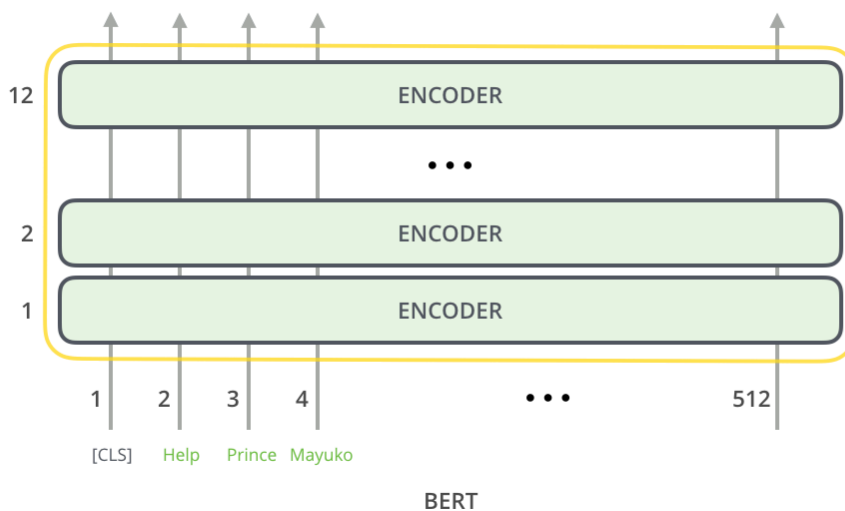 12 ENCODER
•••
2 ENCODER
1 ENCODER
1 2 3 4 ••• 512
[CLS] Help Prince Mayuko
BERT